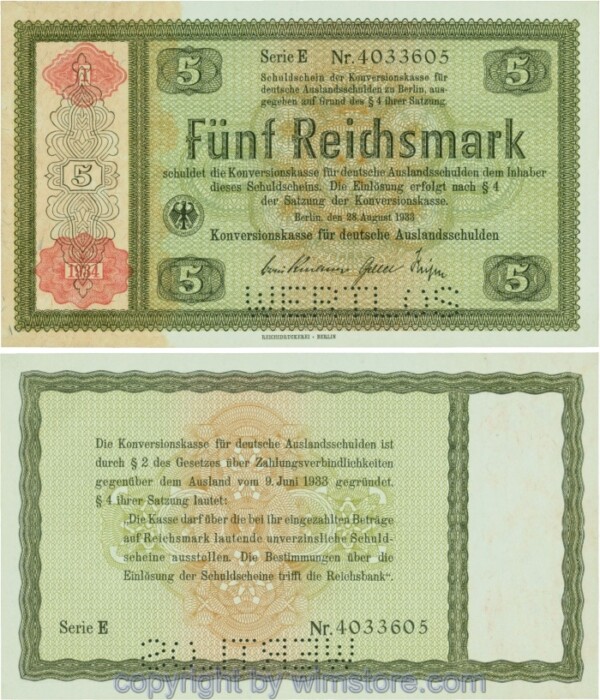 Serie E Nr. 4033605
5
5
I
Schuldschein der Konversionskasse für
deutsche Auslandsschulden zu Berlin, aus-
gegeben auf Grund des § 4 ihrer Satzung.
Fünf Reichsmark
schuldet die Konversionskasse für deutsche Auslandsschulden dem Inhaber
dieses Schuldscheins. Die Einlösung erfolgt nach § 4
der Satzung der Konversionskasse.
Berlin, den 28. August 1933
Konversionskasse für deutsche Auslandsschulden
5
1934
5
5
WERTLOS
REICHSDRUCKEREI - BERLIN
Die Konversionskasse für deutsche Auslandsschulden ist
durch § 2 des Gesetzes über Zahlungsverbindlichkeiten
gegenüber dem Ausland vom 9. Juni 1933 gegründet.
§ 4 ihrer Satzung lautet:
„Die Kasse darf über die bei ihr eingezahlten Beträge
auf Reichsmark lautende unverzinsliche Schuld-
scheine ausstellen. Die Bestimmungen über die
Einlösung der Schuldscheine trifft die Reichsbank“.
Serie E Nr. 4033605
WERTLOS
copyright by wimstore.com